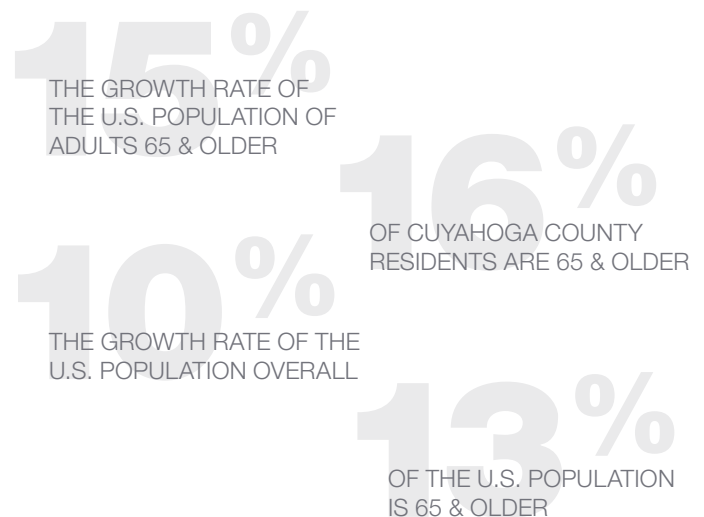 15%
THE GROWTH RATE OF
THE U.S. POPULATION OF
ADULTS 65 & OLDER
16%
OF CUYAHOGA COUNTY
RESIDENTS ARE 65 & OLDER
10%
THE GROWTH RATE OF THE
U.S. POPULATION OVERALL
13%
OF THE U.S. POPULATION
IS 65 & OLDER